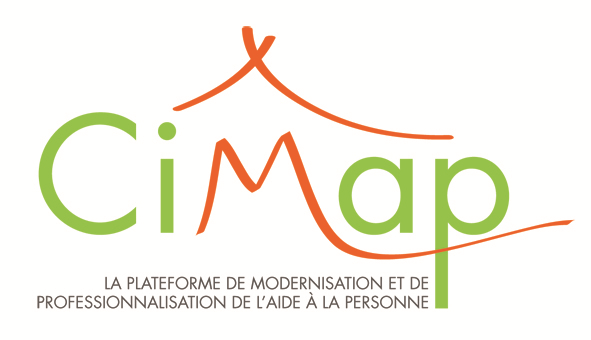 CiMap
LA PLATEFORME DE MODERNISATION ET DE
PROFESSIONNALISATION DE L'AIDE À LA PERSONNE